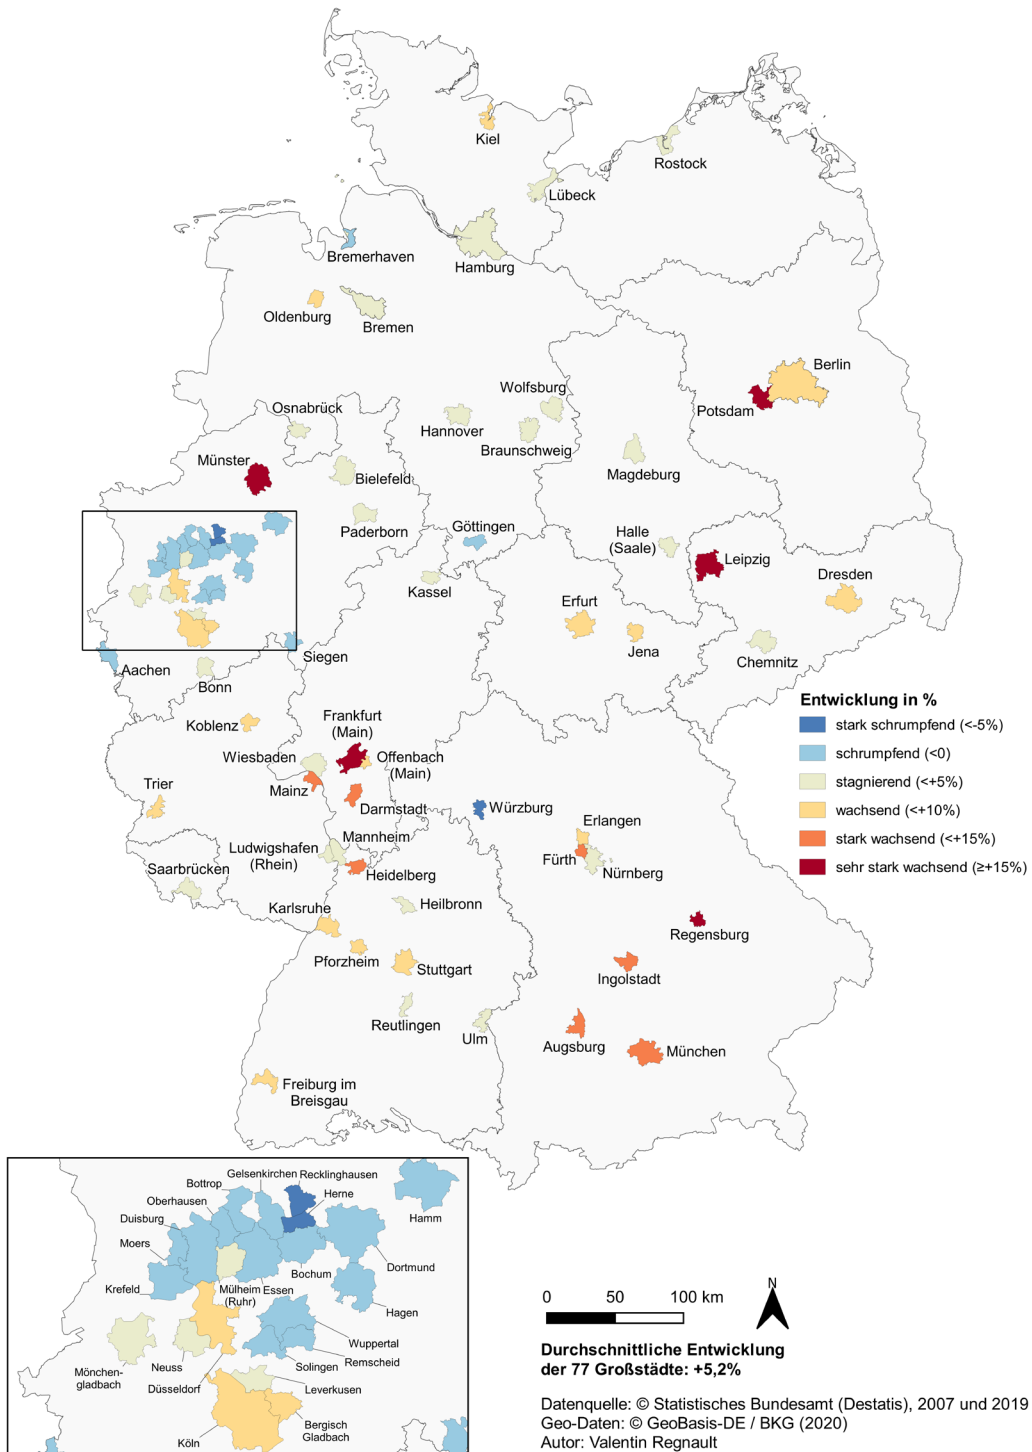 Kiel
Rostock
Lübeck
Bremerhaven
Hamburg
Oldenburg
Bremen
Berlin
Wolfsburg
Potsdam
Osnabrück
Hannover
Braunschweig
Münster
Bielefeld
Magdeburg
Paderborn
Göttingen
Halle
(Saale)
Leipzig
Dresden
Kassel
Erfurt
Jena
Siegen
Chemnitz
Aachen
Bonn
Koblenz
Frankfurt
(Main)
Wiesbaden
Offenbach
(Main)
Trier
Mainz
Darmstadt
Würzburg
Mannheim
Erlangen
Ludwigshafen
(Rhein)
Fürth
Nürnberg
Saarbrücken
Heidelberg
Karlsruhe
Heilbronn
Regensburg
Pforzheim
Stuttgart
Ingolstadt
Reutlingen
Ulm
Augsburg
München
Freiburg im
Breisgau
Entwicklung in %
stark schrumpfend (<-5%)
schrumpfend (<0)
stagnierend (<+5%)
wachsend (<+10%)
stark wachsend (<+15%)
sehr stark wachsend (≥+15%)
Gelsenkirchen
Recklinghausen
Bottrop
Herne
Oberhausen
Hamm
Duisburg
Moers
Dortmund
Bochum
Krefeld
Mülheim
(Ruhr)
Essen
Hagen
Wuppertal
Remscheid
Solingen
Mönchen-
gladbach
Neuss
Düsseldorf
Leverkusen
Bergisch
Gladbach
Köln
0 50 100 km
N
Durchschnittliche Entwicklung
der 77 Großstädte: +5,2%
Datenquelle: © Statistisches Bundesamt (Destatis), 2007 und 2019
Geo-Daten: © GeoBasis-DE / BKG (2020)
Autor: Valentin Regnault